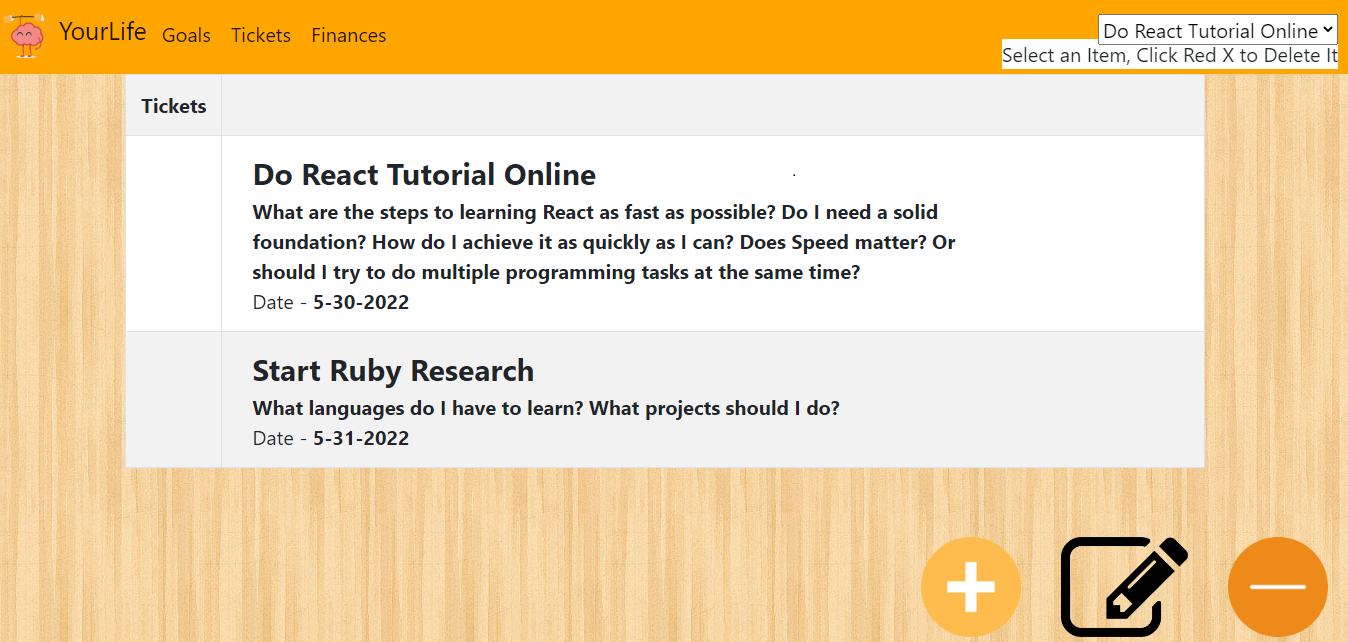 YourLife Goals Tickets Finances
Do React Tutorial Online
Select an Item, Click Red X to Delete It
Tickets
Do React Tutorial Online
What are the steps to learning React as fast as possible? Do I need a solid
foundation? How do I achieve it as quickly as I can? Does Speed matter? Or
should I try to do multiple programming tasks at the same time?
Date - 5-30-2022
Start Ruby Research
What languages do I have to learn? What projects should I do?
Date - 5-31-2022